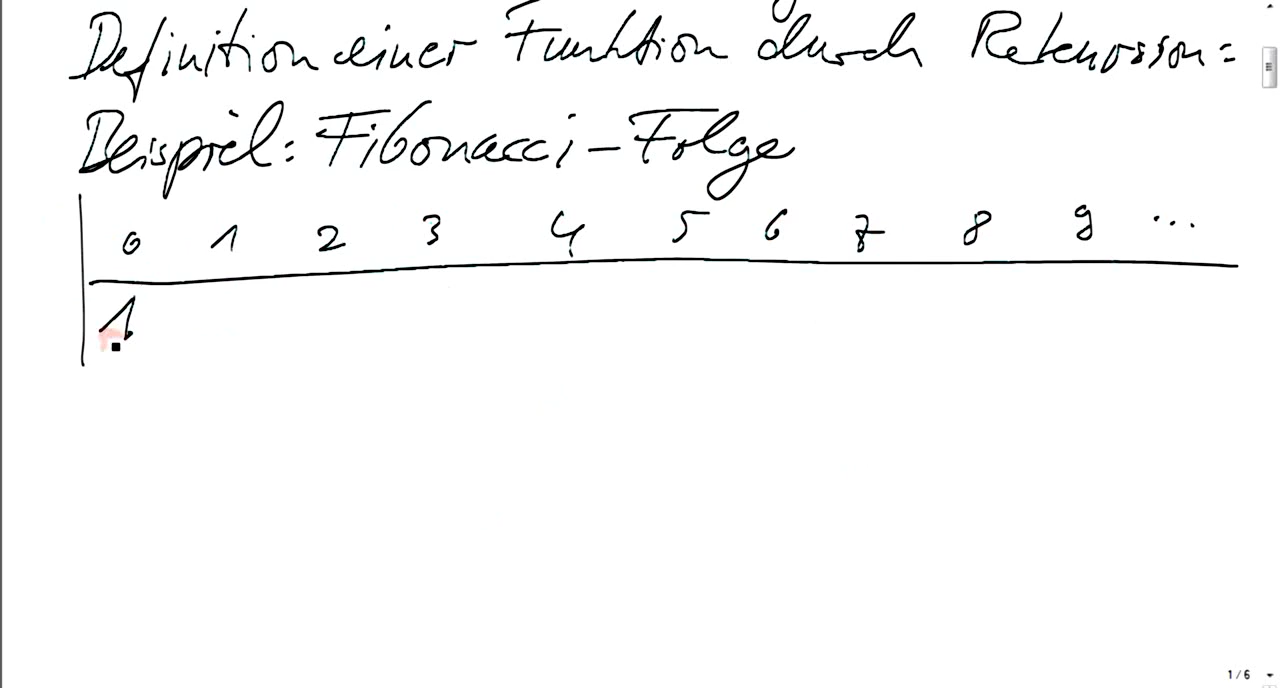 Definition einer Funktion durch Rekursion:
Beispiel: Fibonacci-Folge
0 1 2 3 4 5 6 7 8 9 ...
1
1/6